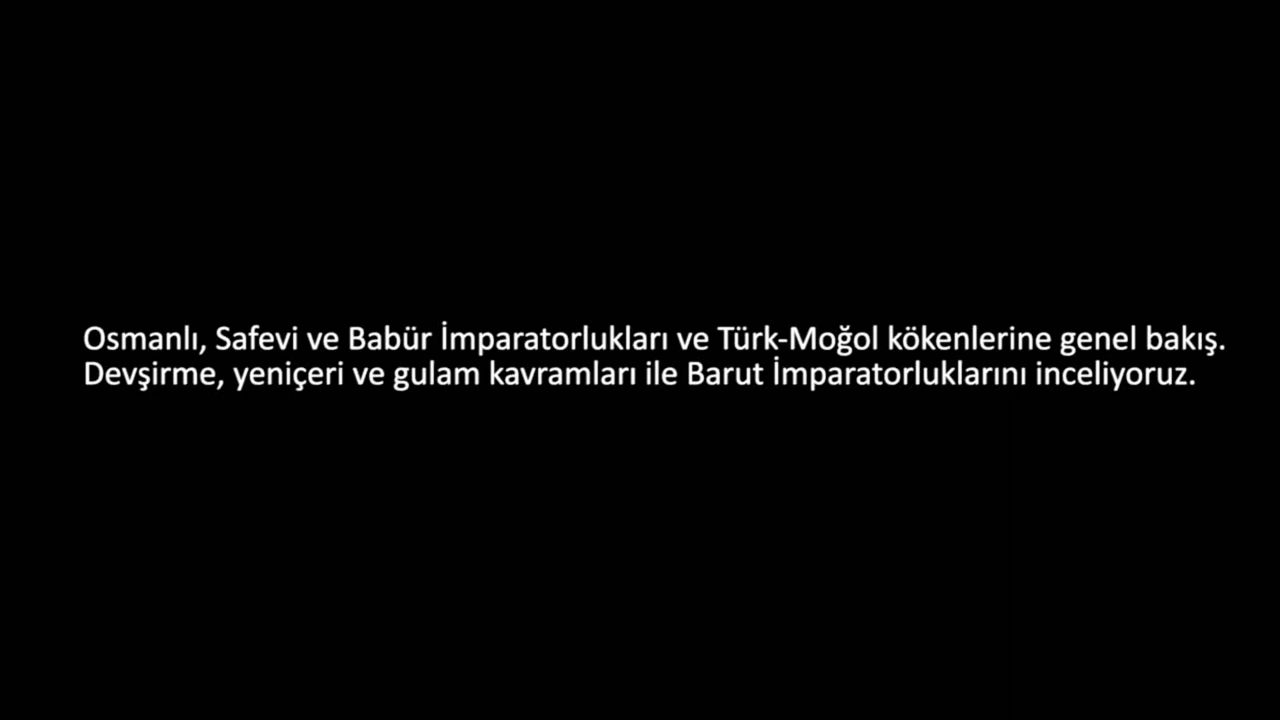 Osmanlı, Safevi ve Babür İmparatorlukları ve Türk-Moğol kökenlerine genel bakış.
Devşirme, yeniçeri ve gulam kavramları ile Barut İmparatorluklarını inceliyoruz.